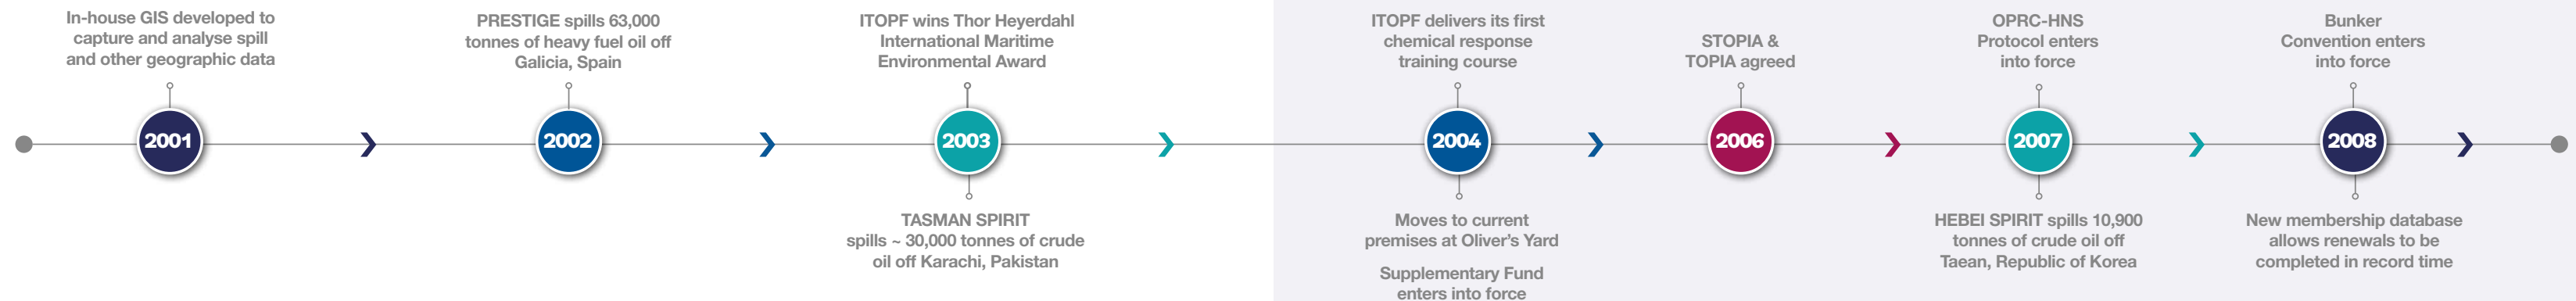 In-house GIS developed to
capture and analyse spill
and other geographic data
2001
PRESTIGE spills 63,000
tonnes of heavy fuel oil off
Galicia, Spain
2002
ITOPF wins Thor Heyerdahl
International Maritime
Environmental Award
2003
TASMAN SPIRIT
spills ~ 30,000 tonnes of crude
oil off Karachi, Pakistan
ITOPF delivers its first
chemical response
training course
2004
Moves to current
premises at Oliver’s Yard
Supplementary Fund
enters into force
STOPIA &
TOPIA agreed
2006
OPRC-HNS
Protocol enters
into force
2007
HEBEI SPIRIT spills 10,900
tonnes of crude oil off
Taean, Republic of Korea
Bunker
Convention enters
into force
2008
New membership database
allows renewals to be
completed in record time